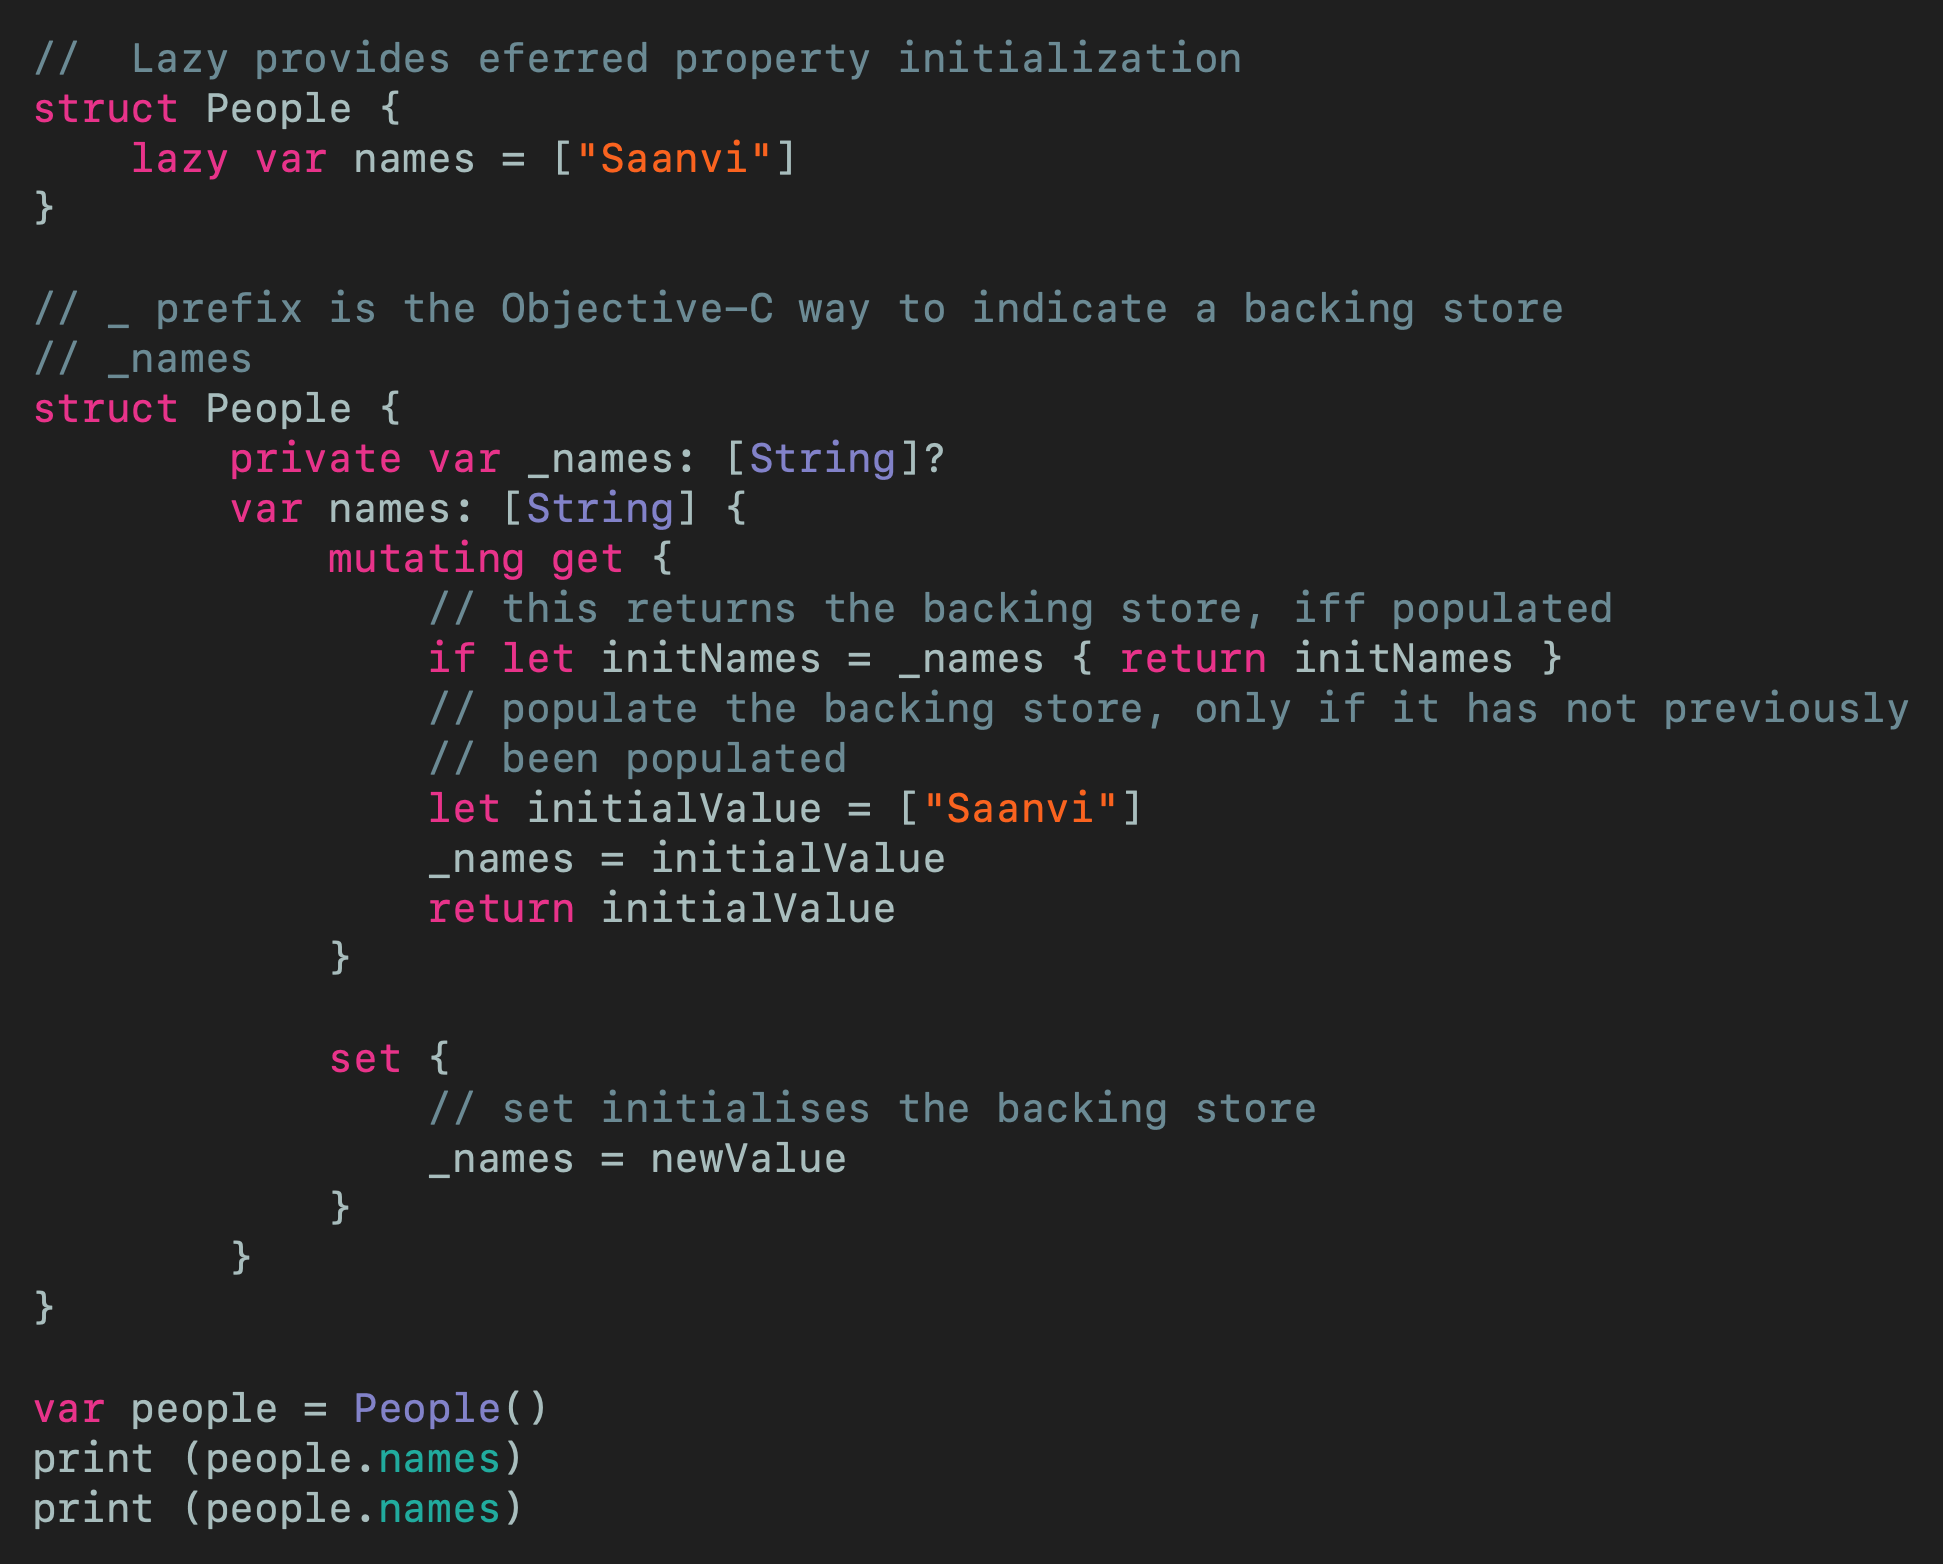 //  Lazy provides eferred property initialization
struct People {
    lazy var names = ["Saanvi"]
}

// _ prefix is the Objective-C way to indicate a backing store
// _names
struct People {
        private var _names: [String]?
        var names: [String] {
            mutating get {
                // this returns the backing store, iff populated
                if let initNames = _names { return initNames }
                // populate the backing store, only if it has not previously
                // been populated
                let initialValue = ["Saanvi"]
                _names = initialValue
                return initialValue
            }

            set {
                // set initialises the backing store
                _names = newValue
            }
        }
}

var people = People()
print (people.names)
print (people.names)